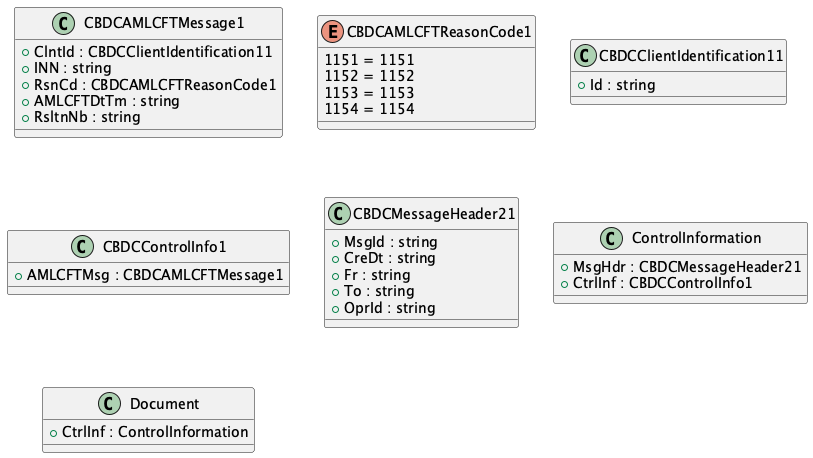 C CBDCAMLCFTMessage1
ClntId : CBDCClientIdentification11
INN : string
RsnCd : CBDCAMLCFTReasonCode1
AMLCFTDtTm : string
RsltnNb : string
E CBDCAMLCFTReasonCode1
1151 = 1151
1152 = 1152
1153 = 1153
1154 = 1154
C CBDCClientIdentification11
Id : string
C CBDCControlInfo1
AMLCFTMsg : CBDCAMLCFTMessage1
C CBDCMessageHeader21
MsgId : string
CreDt : string
Fr : string
To : string
OprId : string
C ControlInformation
MsgHdr : CBDCMessageHeader21
CtrlInf : CBDCControlInfo1
C Document
CtrlInf : ControlInformation